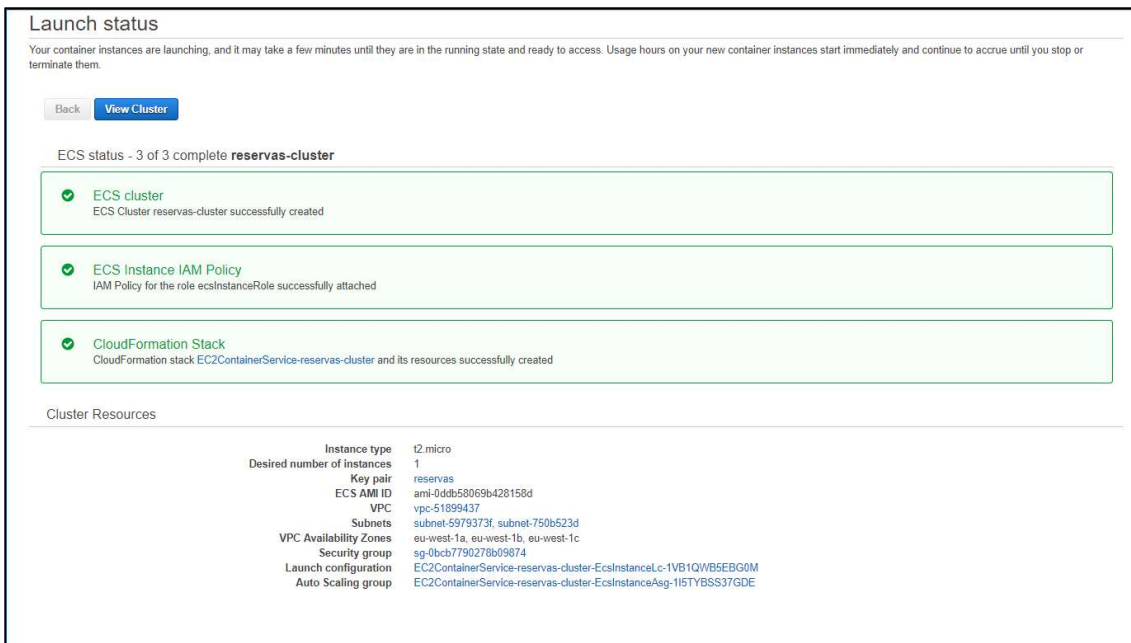 Launch status
Your container instances are launching, and it may take a few minutes until they are in the running state and ready to access. Usage hours on your new container instances start immediately and continue to accrue until you stop or
terminate them.
Back View Cluster
ECS status - 3 of 3 complete reservas-cluster
ECS cluster
ECS Cluster reservas-cluster successfully created
ECS Instance IAM Policy
IAM Policy for the role ecsInstanceRole successfully attached
CloudFormation Stack
CloudFormation stack EC2ContainerService-reservas-cluster and its resources successfully created
Cluster Resources
Instance type t2.micro
Desired number of instances 1
Key pair reservas
ECS AMI ID ami-0ddb58069b428158d
VPC vpc-51899437
Subnets subnet-5979373f, subnet-750b523d
VPC Availability Zones eu-west-1a, eu-west-1b, eu-west-1c
Security group sg-0bcb7790278b09874
Launch configuration EC2ContainerService-reservas-cluster-EcsInstanceLc-1VB1QWB5EBG0M
Auto Scaling group EC2ContainerService-reservas-cluster-EcsInstanceAsg-1I5TYBSS37GDE